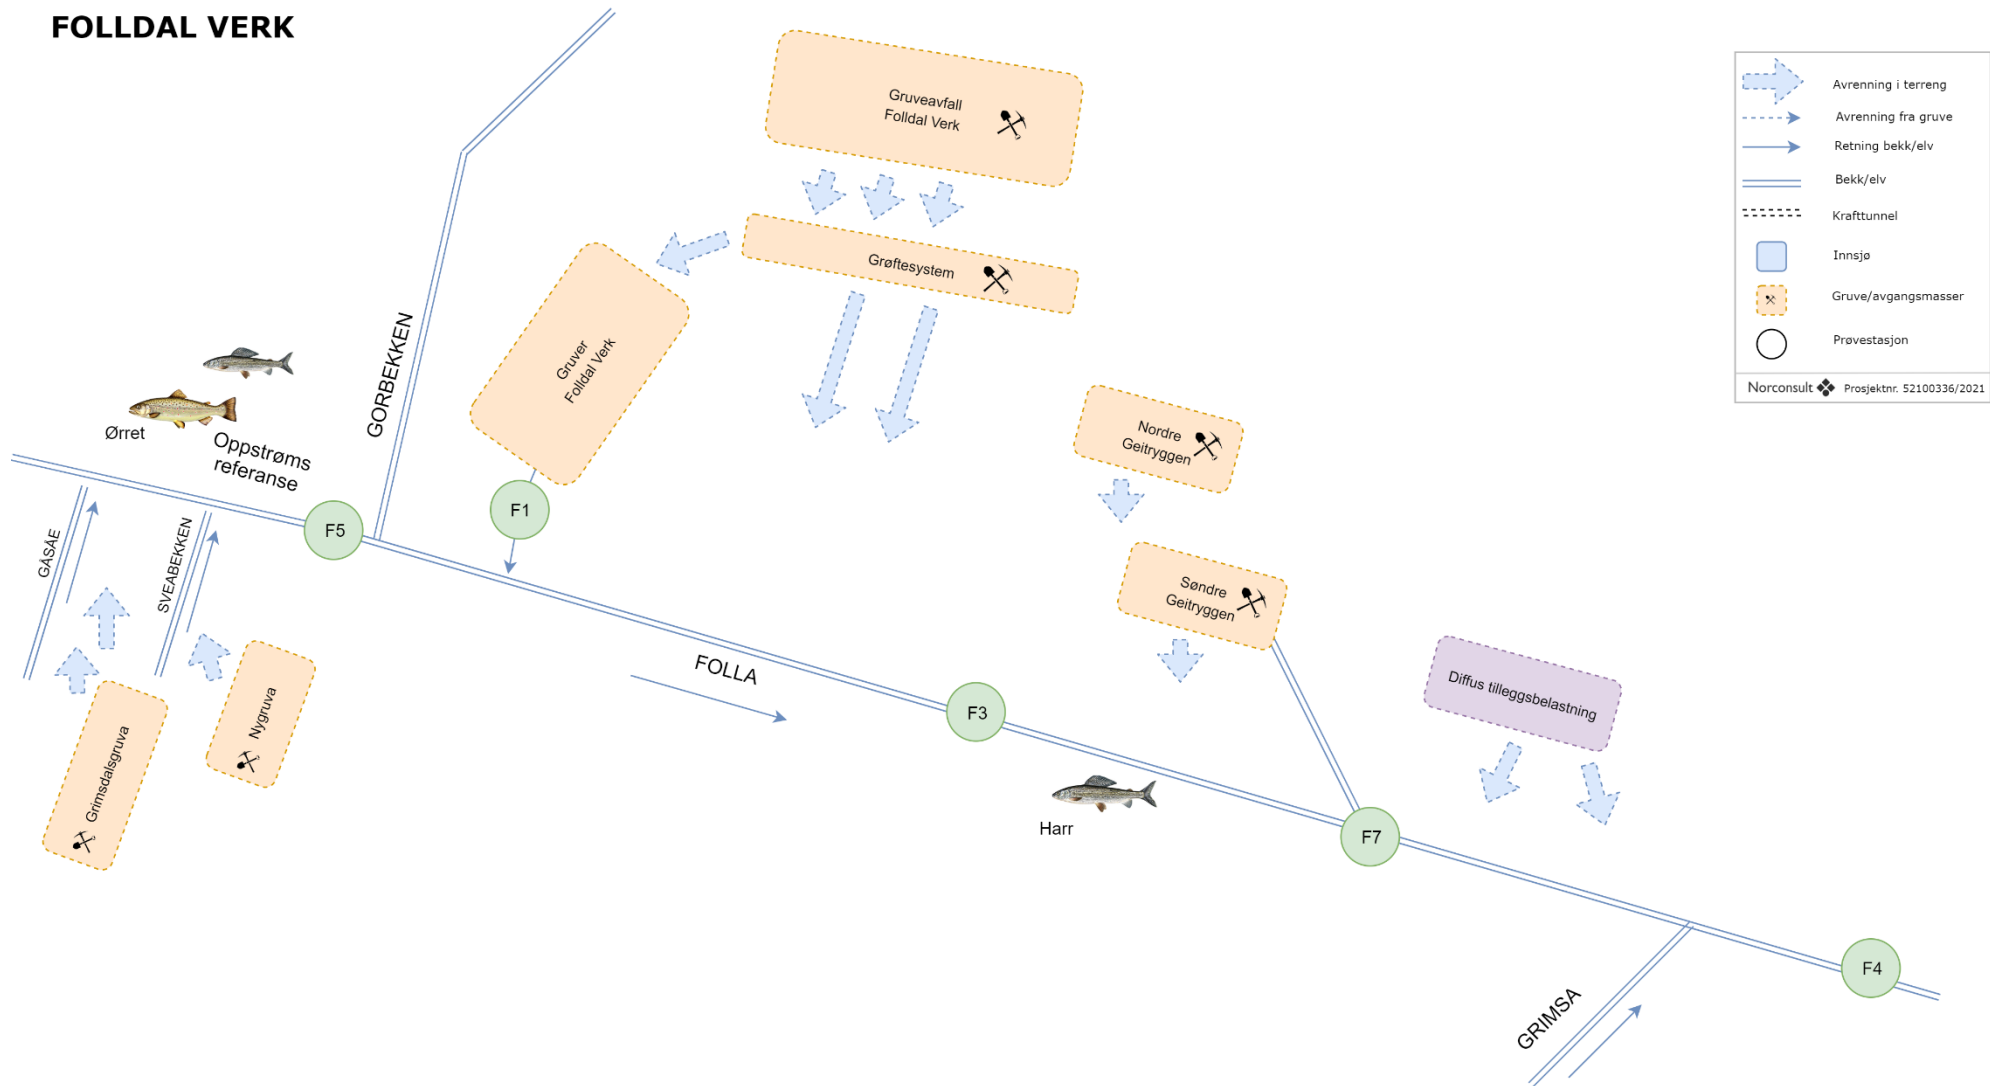 FOLLDAL VERK
Gruveavfall
Folldal Verk
Grøftesystem
Gruver
Folldal Verk
GORBEKKEN
Ørret
Oppstrøms
referanse
F5
F1
GÅSÅE
SVEABEKKEN
Grimsdalsgruva
Nygruva
FOLLA
Nordre
Geitryggen
Søndre
Geitryggen
Diffus tilleggsbelastning
F3
Harr
F7
GRIMSA
F4
Avrenning i terreng
Avrenning fra gruve
Retning bekk/elv
Bekk/elv
Krafttunnel
Innsjø
Gruve/avgangsmasser
Prøvestasjon
Norconsult Prosjektnr. 52100336/2021